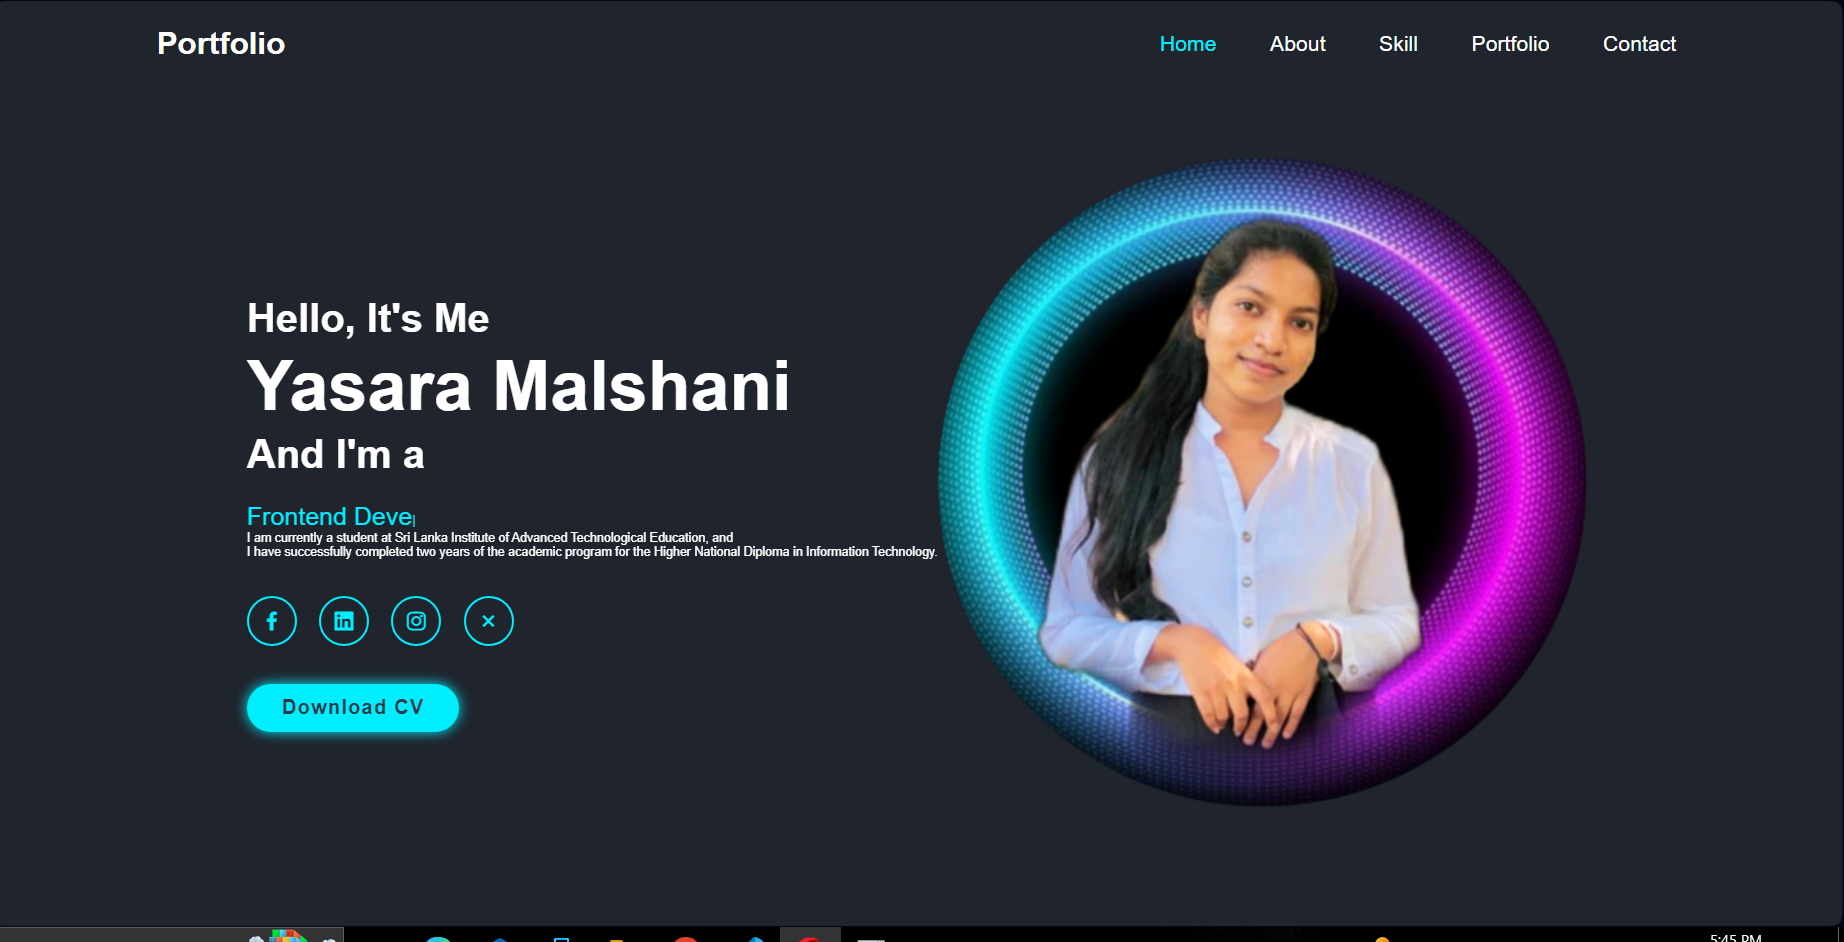 Portfolio
Home About Skill Portfolio Contact
Hello, It's Me
Yasara Malshani
And I'm a
Frontend Deve
I am currently a student at Sri Lanka Institute of Advanced Technological Education, and
I have successfully completed two years of the academic program for the Higher National Diploma in Information Technology.
Download CV
5:45 PM